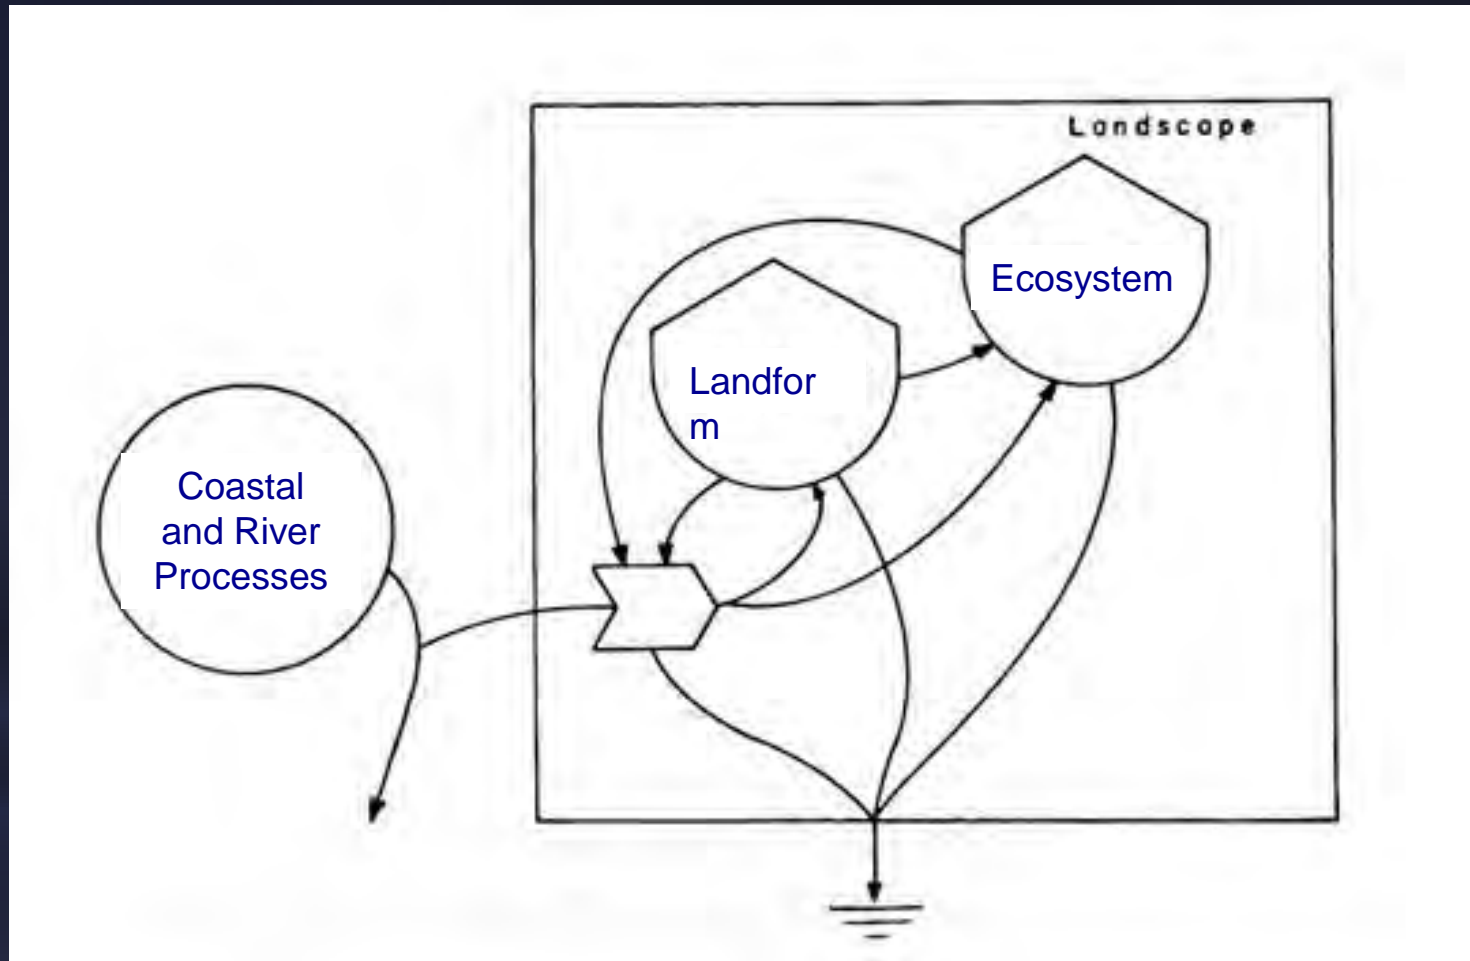 Landscape
Ecosystem
Landfor
m
Coastal
and River
Processes